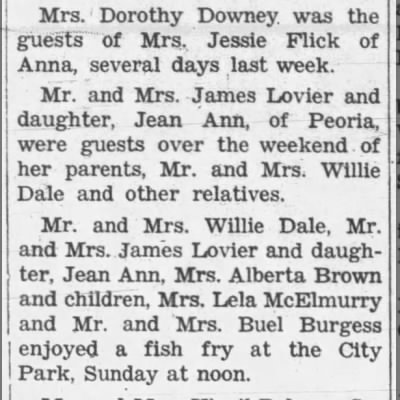 Mrs. Dorothy Downey was the
guests of Mrs. Jessie Flick of
Anna, several days last week.
Mr. and Mrs. James Lovier and
daughter, Jean Ann, of Peoria,
were guests over the weekend of
her parents, Mr. and Mrs. Willie
Dale and other relatives.
Mr. and Mrs. Willie Dale, Mr.
and Mrs. James Lovier and daugh-
ter, Jean Ann, Mrs. Alberta Brown
and children, Mrs. Lela McElmurry
and Mr. and Mrs. Buel Burgess
enjoyed a fish fry at the City
Park, Sunday at noon.